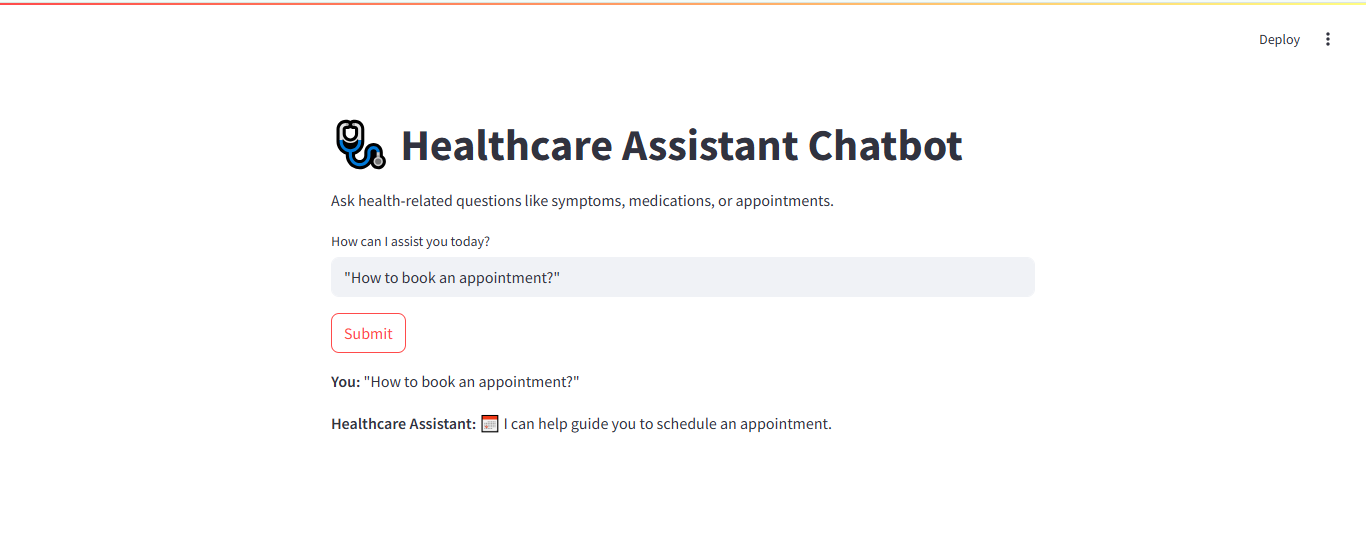 Deploy
Healthcare Assistant Chatbot
Ask health-related questions like symptoms, medications, or appointments.
How can I assist you today?
"How to book an appointment?"
Submit
You: "How to book an appointment?"
Healthcare Assistant: 📅 I can help guide you to schedule an appointment.